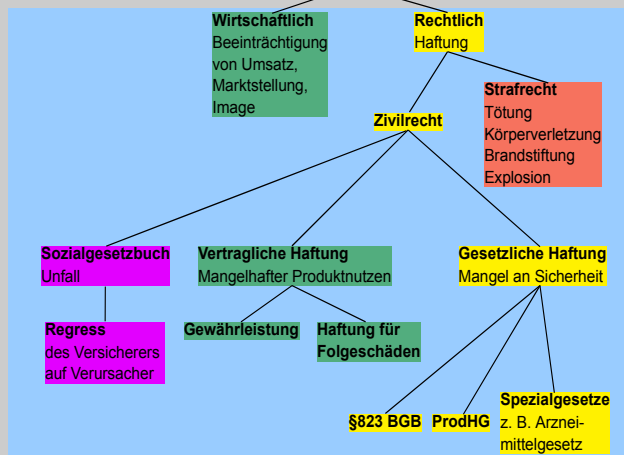 Wirtschaftlich
Beeinträchtigung
von Umsatz,
Marktstellung,
Image
Rechtlich
Haftung
Strafrecht
Tötung
Körperverletzung
Brandstiftung
Explosion
Zivilrecht
Sozialgesetzbuch
Unfall
Vertragliche Haftung
Mangelhafter Produktnutzen
Gesetzliche Haftung
Mangel an Sicherheit
Regress
des Versicherers
auf Verursacher
Gewährleistung
Haftung für
Folgeschäden
§823 BGB
ProdHG
Spezialgesetze
z. B. Arznei-
mittelgesetz